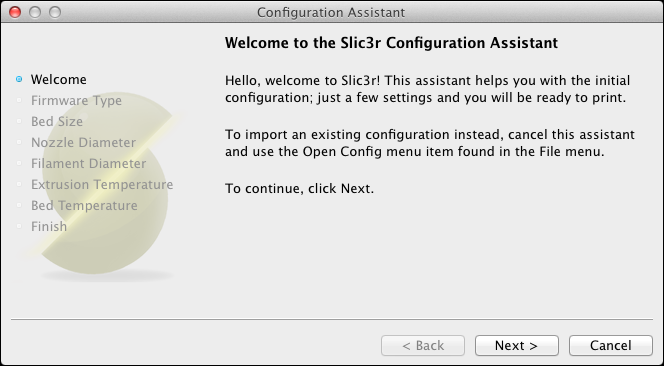 Configuration Assistant
Welcome to the Slic3r Configuration Assistant
Welcome
Firmware Type
Bed Size
Nozzle Diameter
Filament Diameter
Extrusion Temperature
Bed Temperature
Finish
Hello, welcome to Slic3r! This assistant helps you with the initial
configuration; just a few settings and you will be ready to print.
To import an existing configuration instead, cancel this assistant
and use the Open Config menu item found in the File menu.
To continue, click Next.
< Back
Next >
Cancel